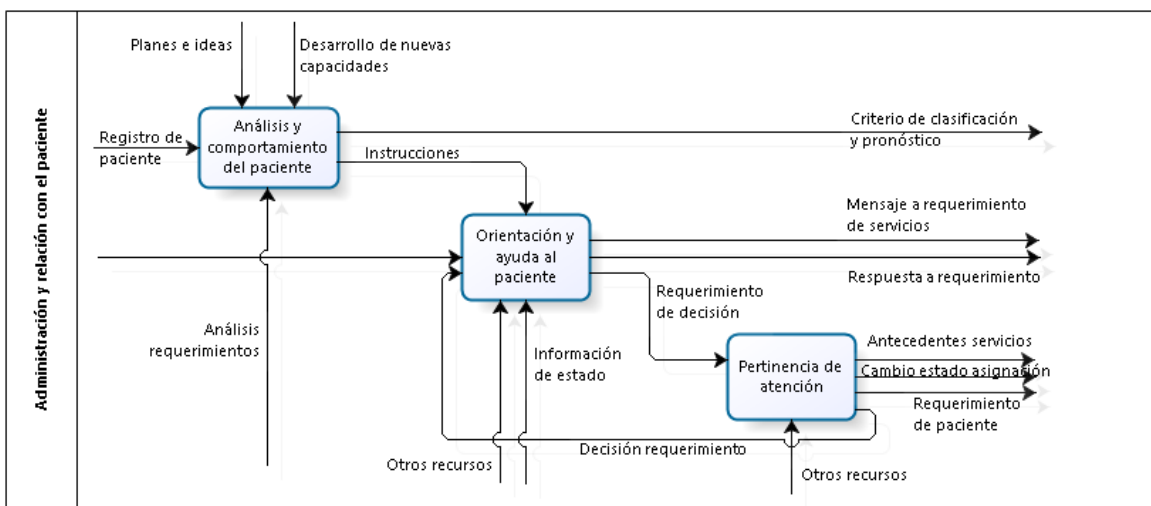 Administración y relación con el paciente
Planes e ideas
Desarrollo de nuevas
capacidades
Registro de
paciente
Análisis y
comportamiento
del paciente
Criterio de clasificación
y pronóstico
Instrucciones
Mensaje a requerimiento
de servicios
Orientación y
ayuda al
paciente
Respuesta a requerimiento
Requerimiento
de decisión
Análisis
requerimientos
Información
de estado
Antecedentes servicios
Pertinencia de
atención
Cambio estado asignación
Requerimiento
de paciente
Decisión requerimiento
Otros recursos
Otros recursos